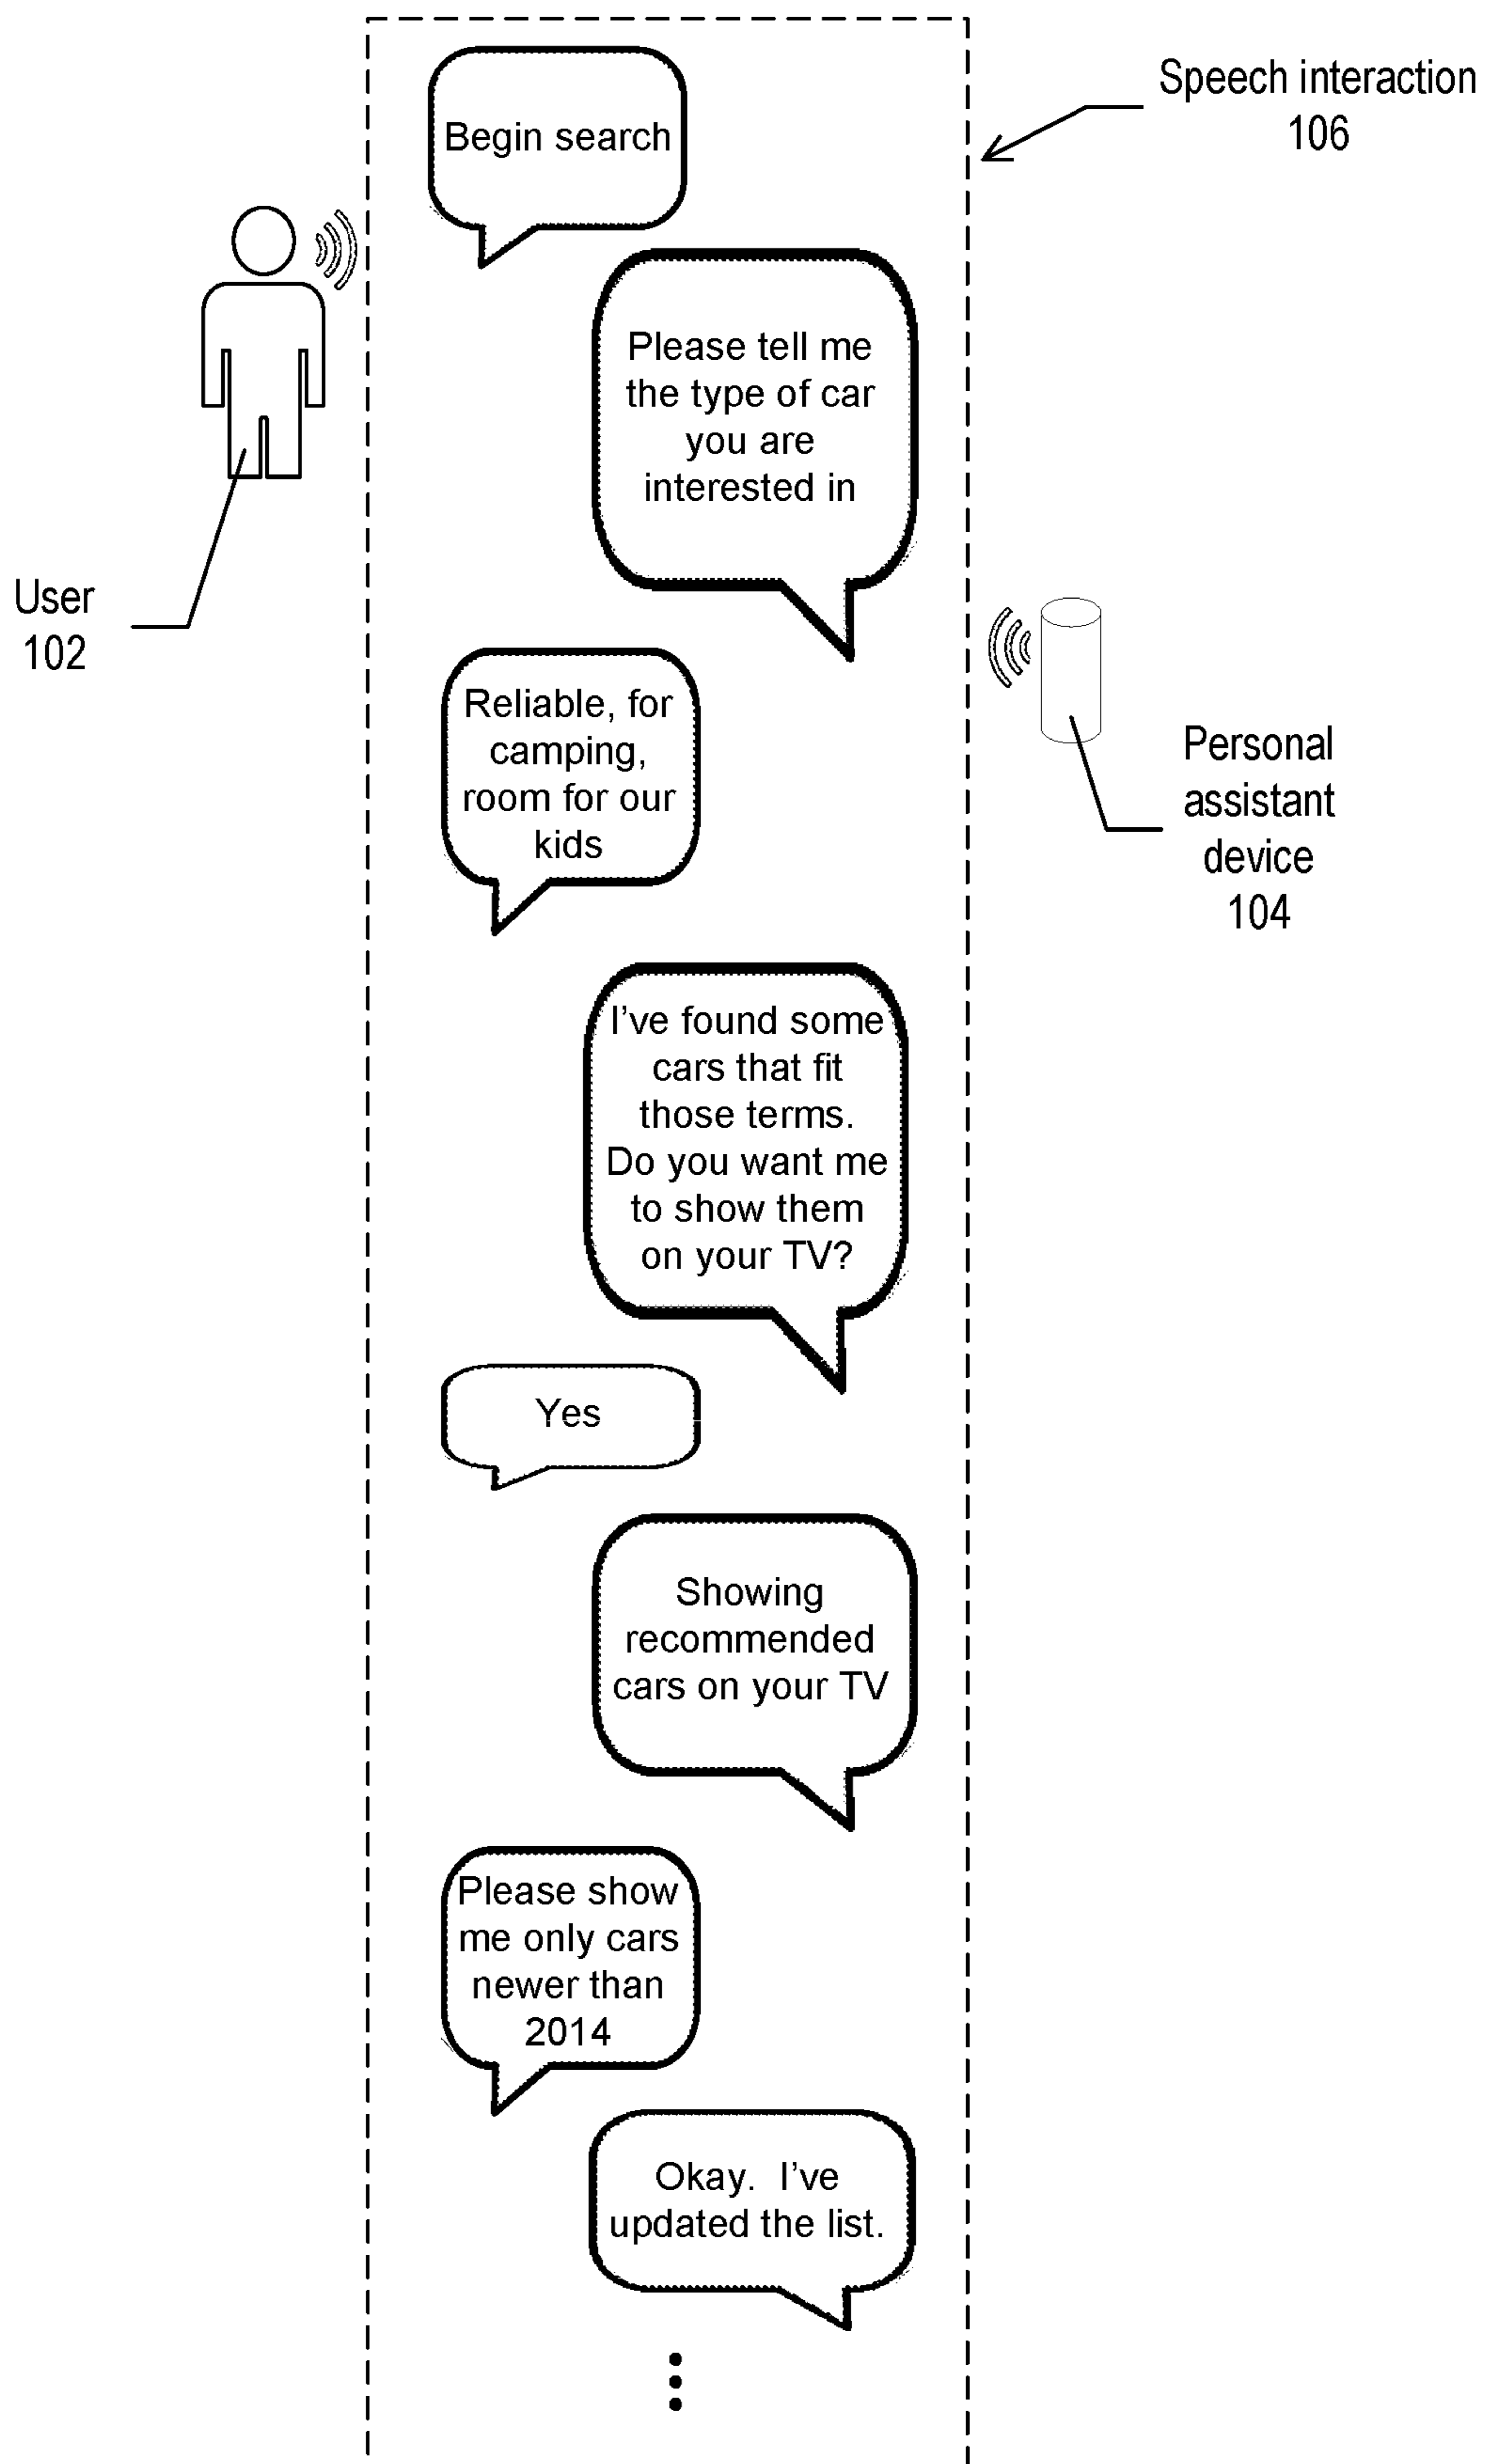 Speech interaction
106
Begin search
Please tell me
the type of car
you are
interested in
User
102
Reliable, for
camping,
room for our
kids
Personal
assistant
device
104
I've found some
cars that fit
those terms.
Do you want me
to show them
on your TV?
Yes
Showing
recommended
cars on your TV
Please show
me only cars
newer than
2014
Okay.  I've
updated the list.